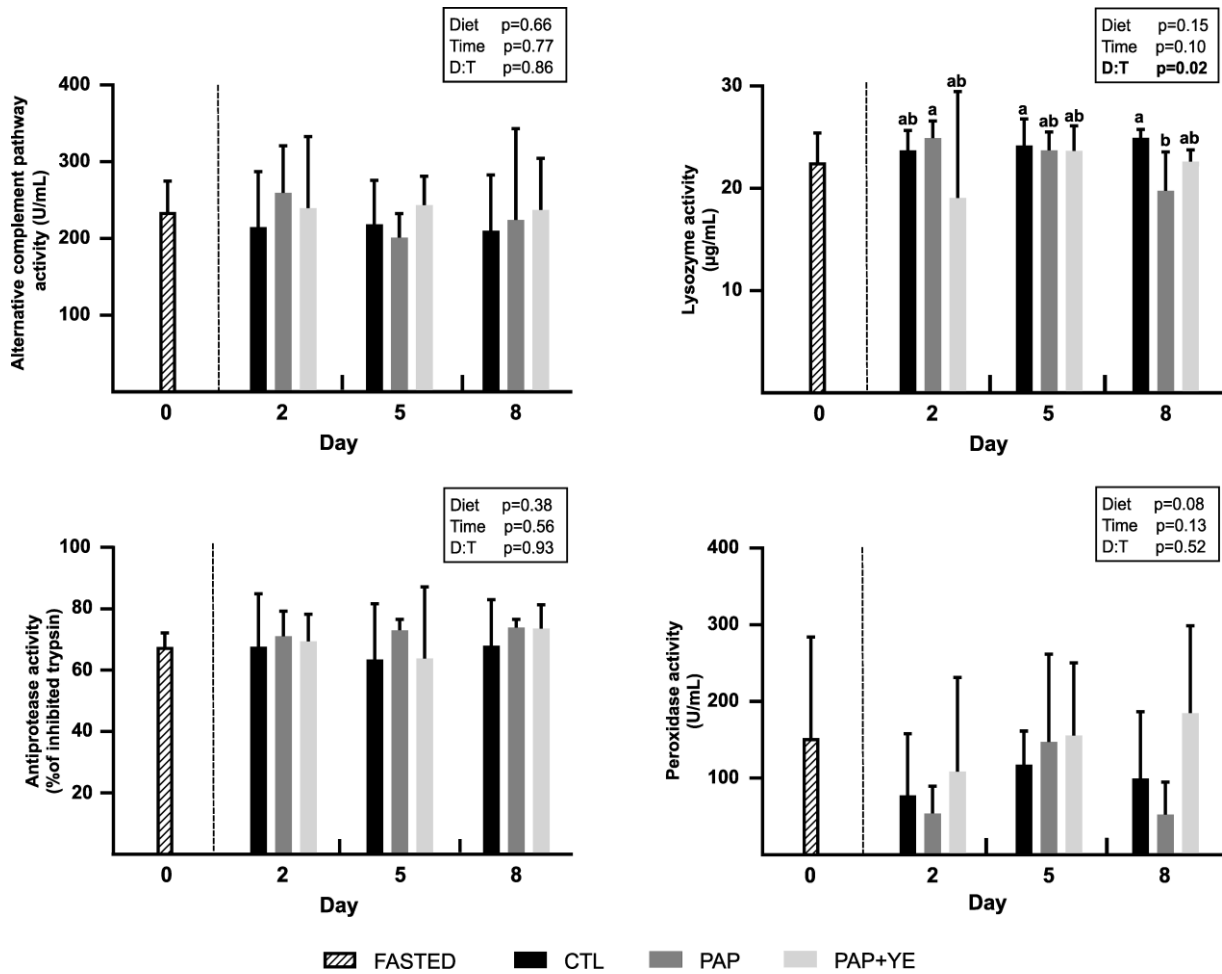 Diet p=0.66
Time p=0.77
D:T p=0.86
Alternative complement pathway
activity (U/mL)
400
300
200
100
0 2 5 8
Day
Diet p=0.15
Time p=0.10
D:T p=0.02
Lysozyme activity
(µg/mL)
30
20
10
ab a ab a ab ab a b ab
0 2 5 8
Day
Diet p=0.38
Time p=0.56
D:T p=0.93
Antiprotease activity
(%of inhibited trypsin)
100
80
60
40
20
0 2 5 8
Day
Diet p=0.08
Time p=0.13
D:T p=0.52
Peroxidase activity
(U/mL)
400
300
200
100
0 2 5 8
Day
FASTED CTL PAP PAP+YE